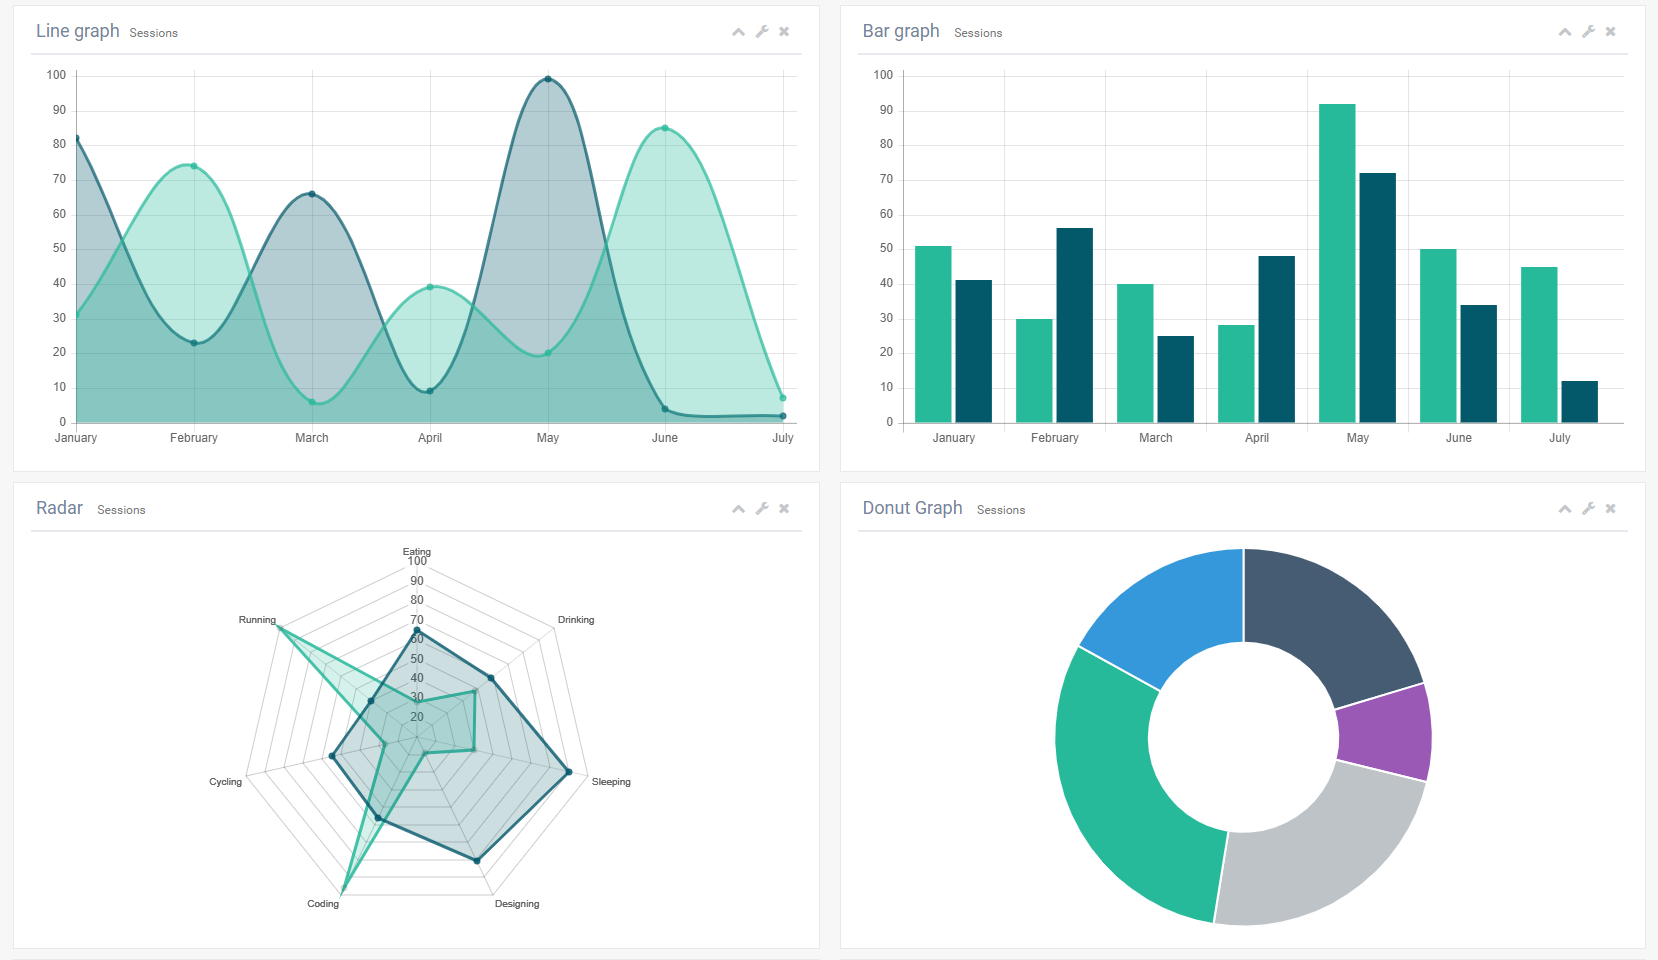 Line graph Sessions
100
90
80
70
60
50
40
30
20
10
0
January February March April May June July
Bar graph Sessions
100
90
80
70
60
50
40
30
20
10
0
January February March April May June July
Radar Sessions
Eating
100
90
80
70
60
50
40
30
20
Running
Drinking
Cycling
Sleeping
Coding
Designing
Donut Graph Sessions